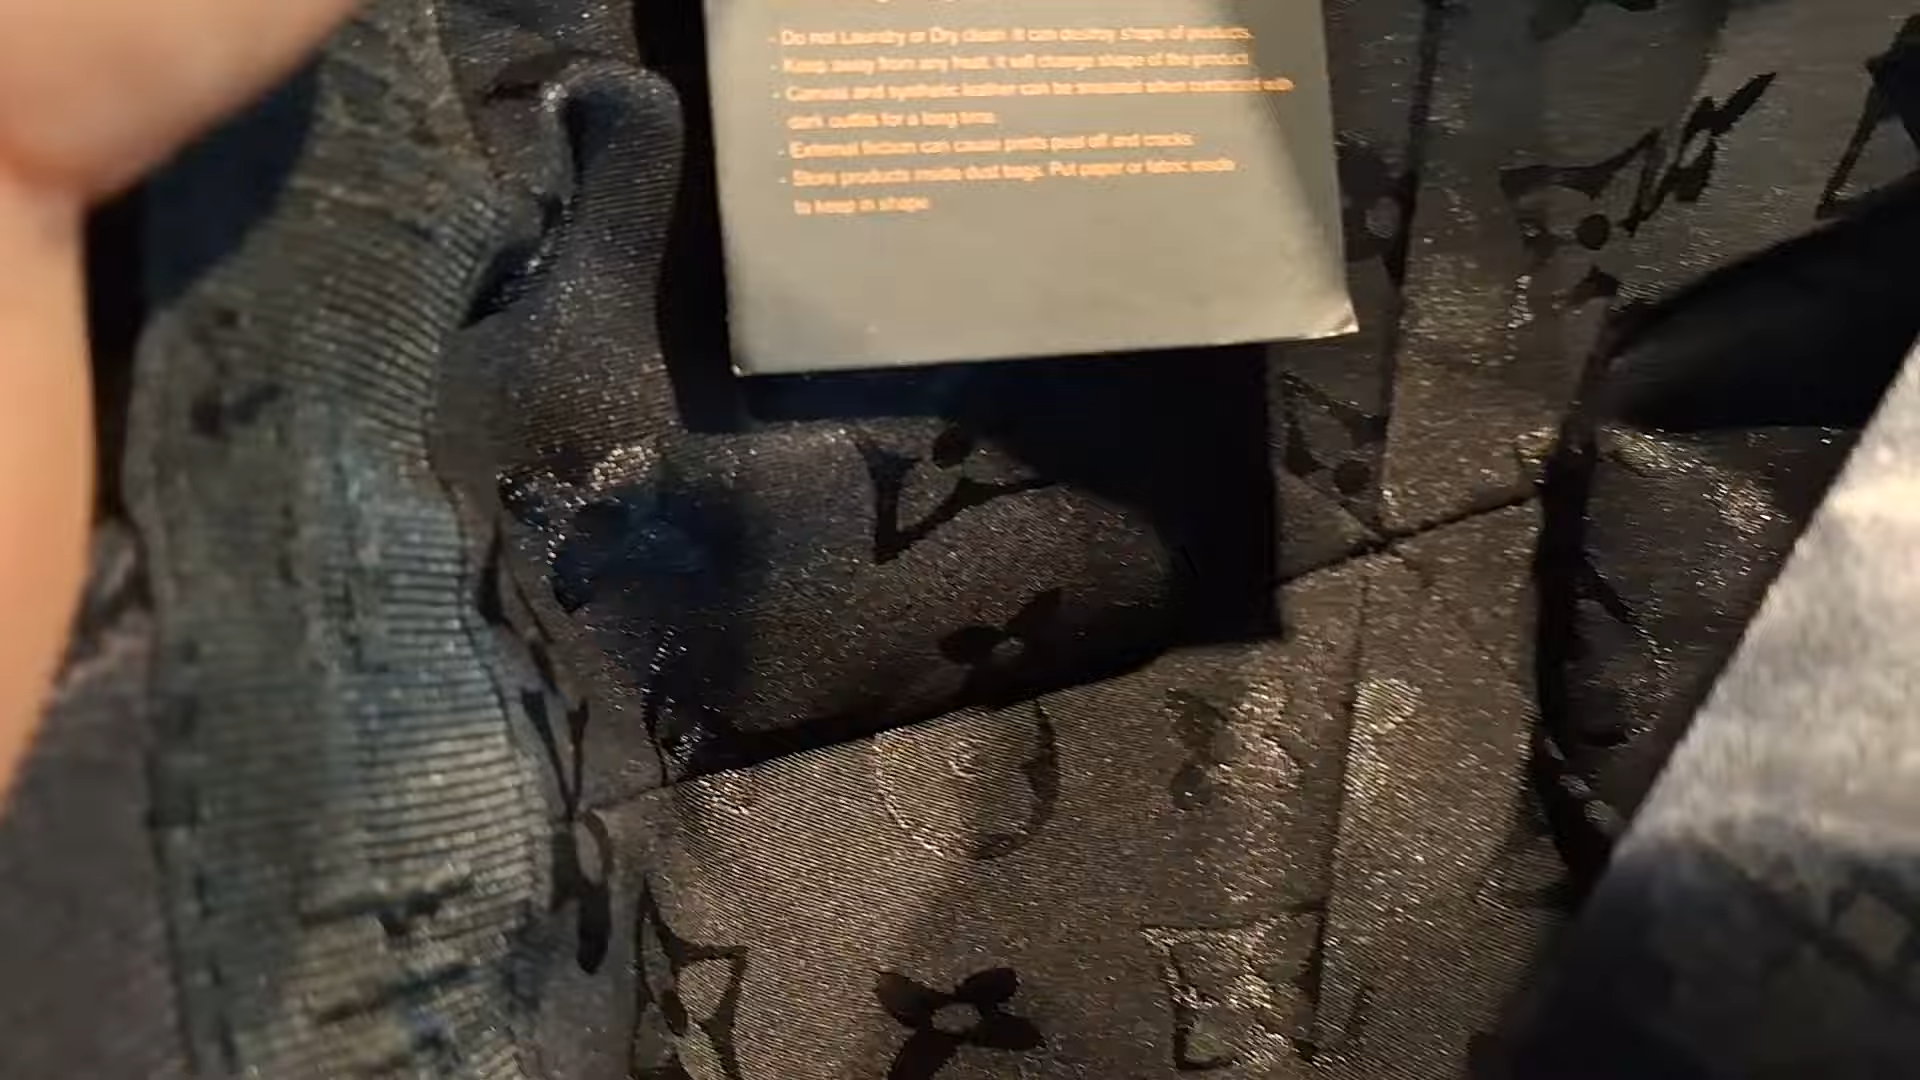 - Do not Laundry or Dry clean. It can destroy shape of products.
- Keep away from any heat. It will change shape of the product
- and synthetic leather can be when with
dark outfits for a long time.
- External friction can cause prints peel off and cracks
- Store products inside dust bags. Put paper or fabric inside
to keep in shape